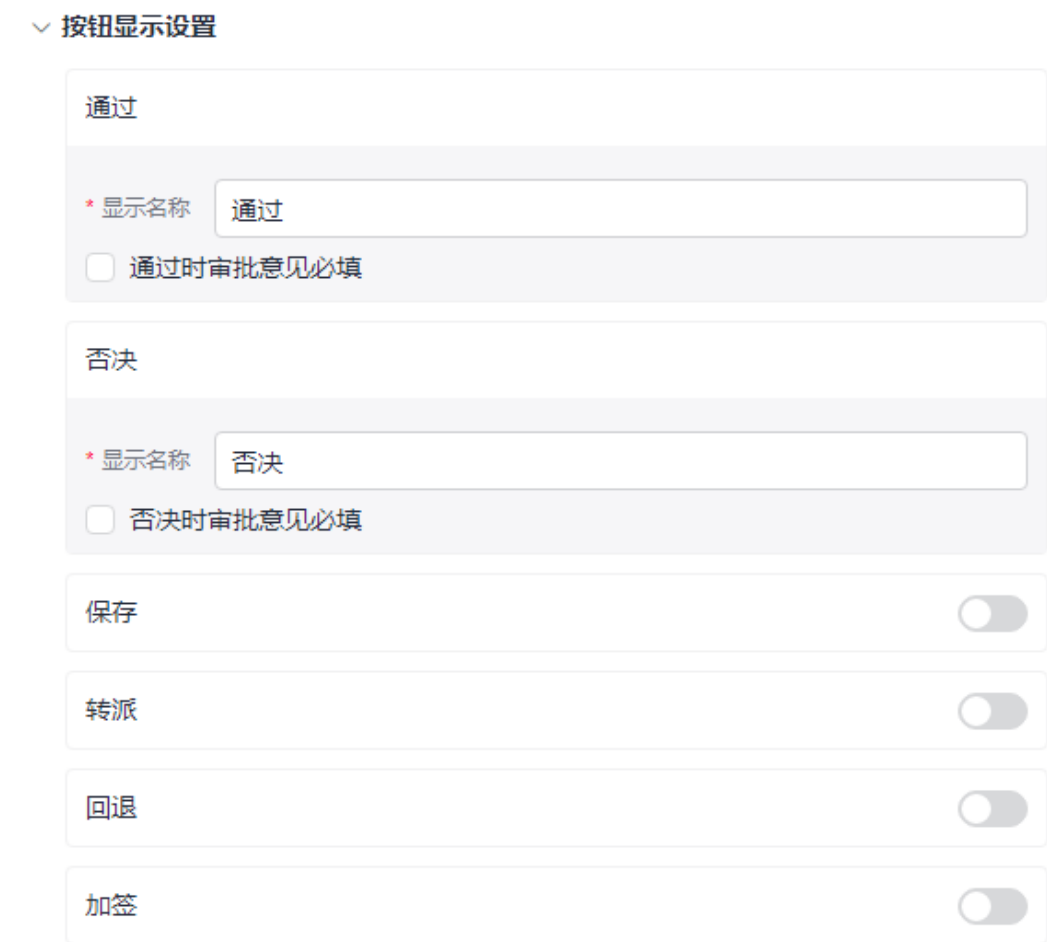 按钮显示设置
通过
* 显示名称 通过
通过时审批意见必填
否决
* 显示名称 否决
否决时审批意见必填
保存
转派
回退
加签